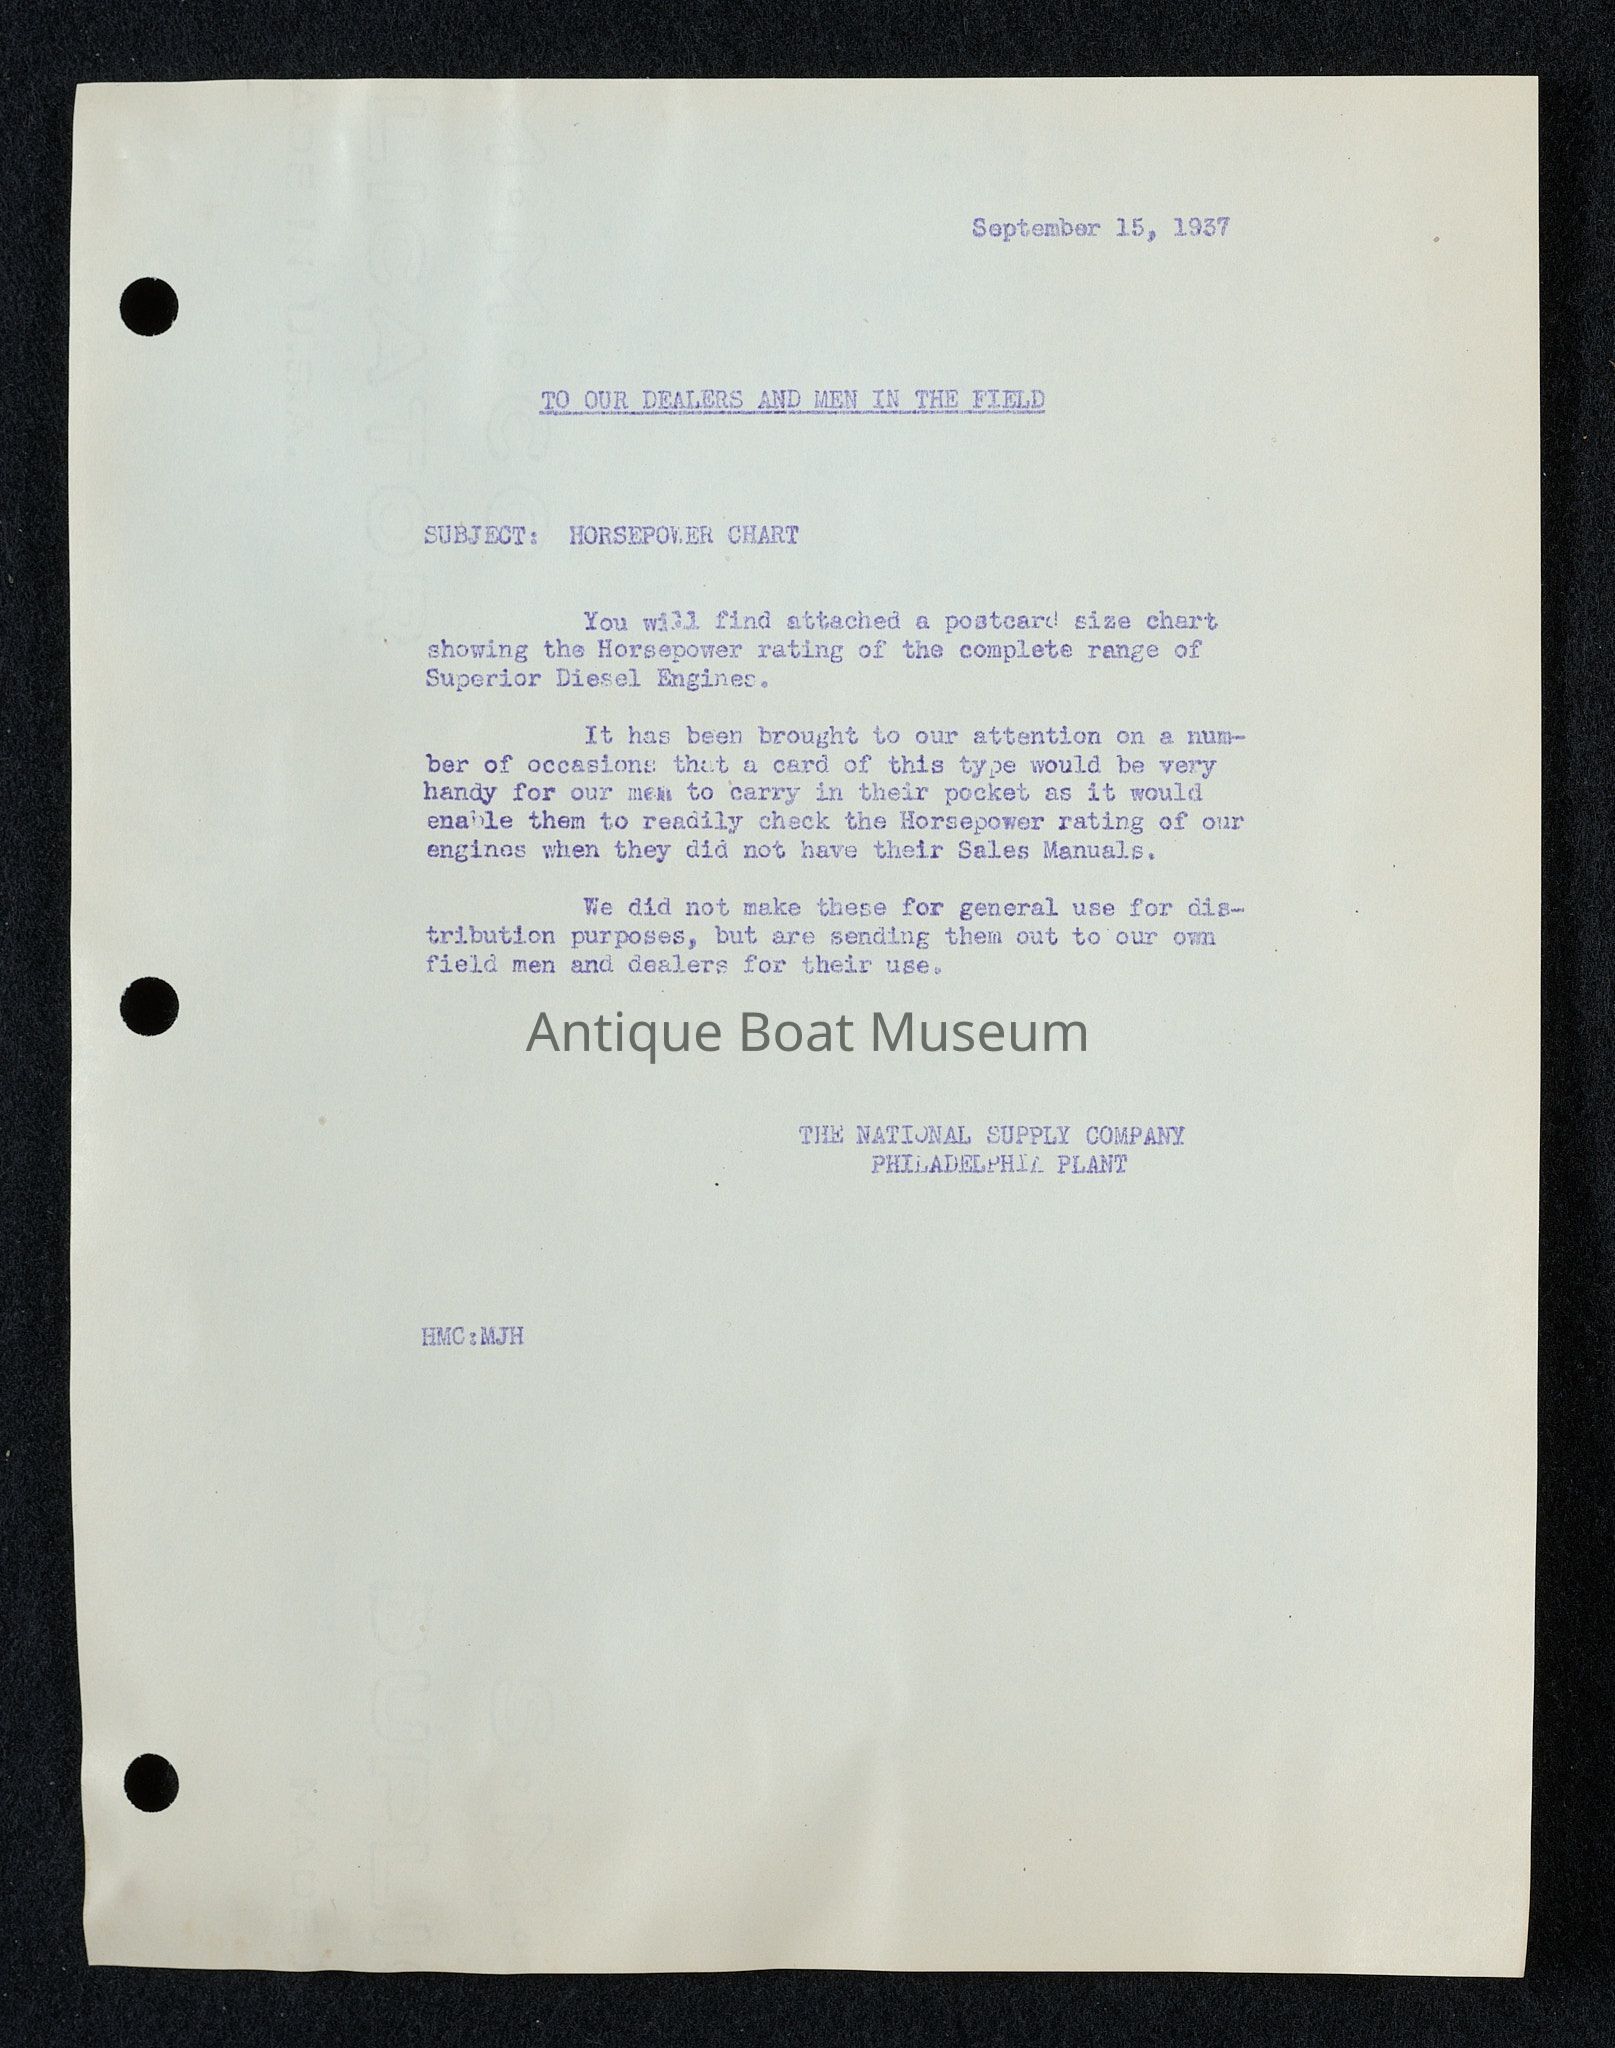 September 15, 1937
TO OUR DEALERS AND MEN IN THE FIELD
SUBJECT: HORSEPOWER CHART
You will find attached a postcard size chart
showing the Horsepower rating of the complete range of
Superior Diesel Engines.
It has been brought to our attention on a num-
ber of occasions that a card of this type would be very
handy for our men to carry in their pocket as it would
enable them to readily check the Horsepower rating of our
engines when they did not have their Sales Manuals.
We did not make these for general use for dis-
tribution purposes, but are sending them out to our own
field men and dealers for their use.
Antique Boat Museum
THE NATIONAL SUPPLY COMPANY
PHILADELPHIA PLANT
HMC:MJH